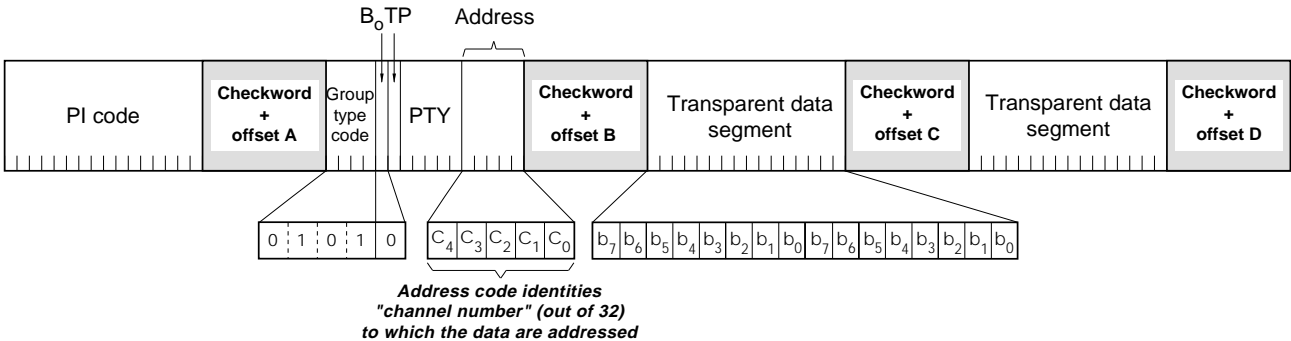 BoTP Address
PI code
Checkword
+
offset A
Group
type
code
PTY
Checkword
+
offset B
Transparent data
segment
Checkword
+
offset C
Transparent data
segment
Checkword
+
offset D
0 1 0 1 0
C4 C3 C2 C1 C0
b7 b6 b5 b4 b3 b2 b1 b0 b7 b6 b5 b4 b3 b2 b1 b0
Address code identities
"channel number" (out of 32)
to which the data are addressed